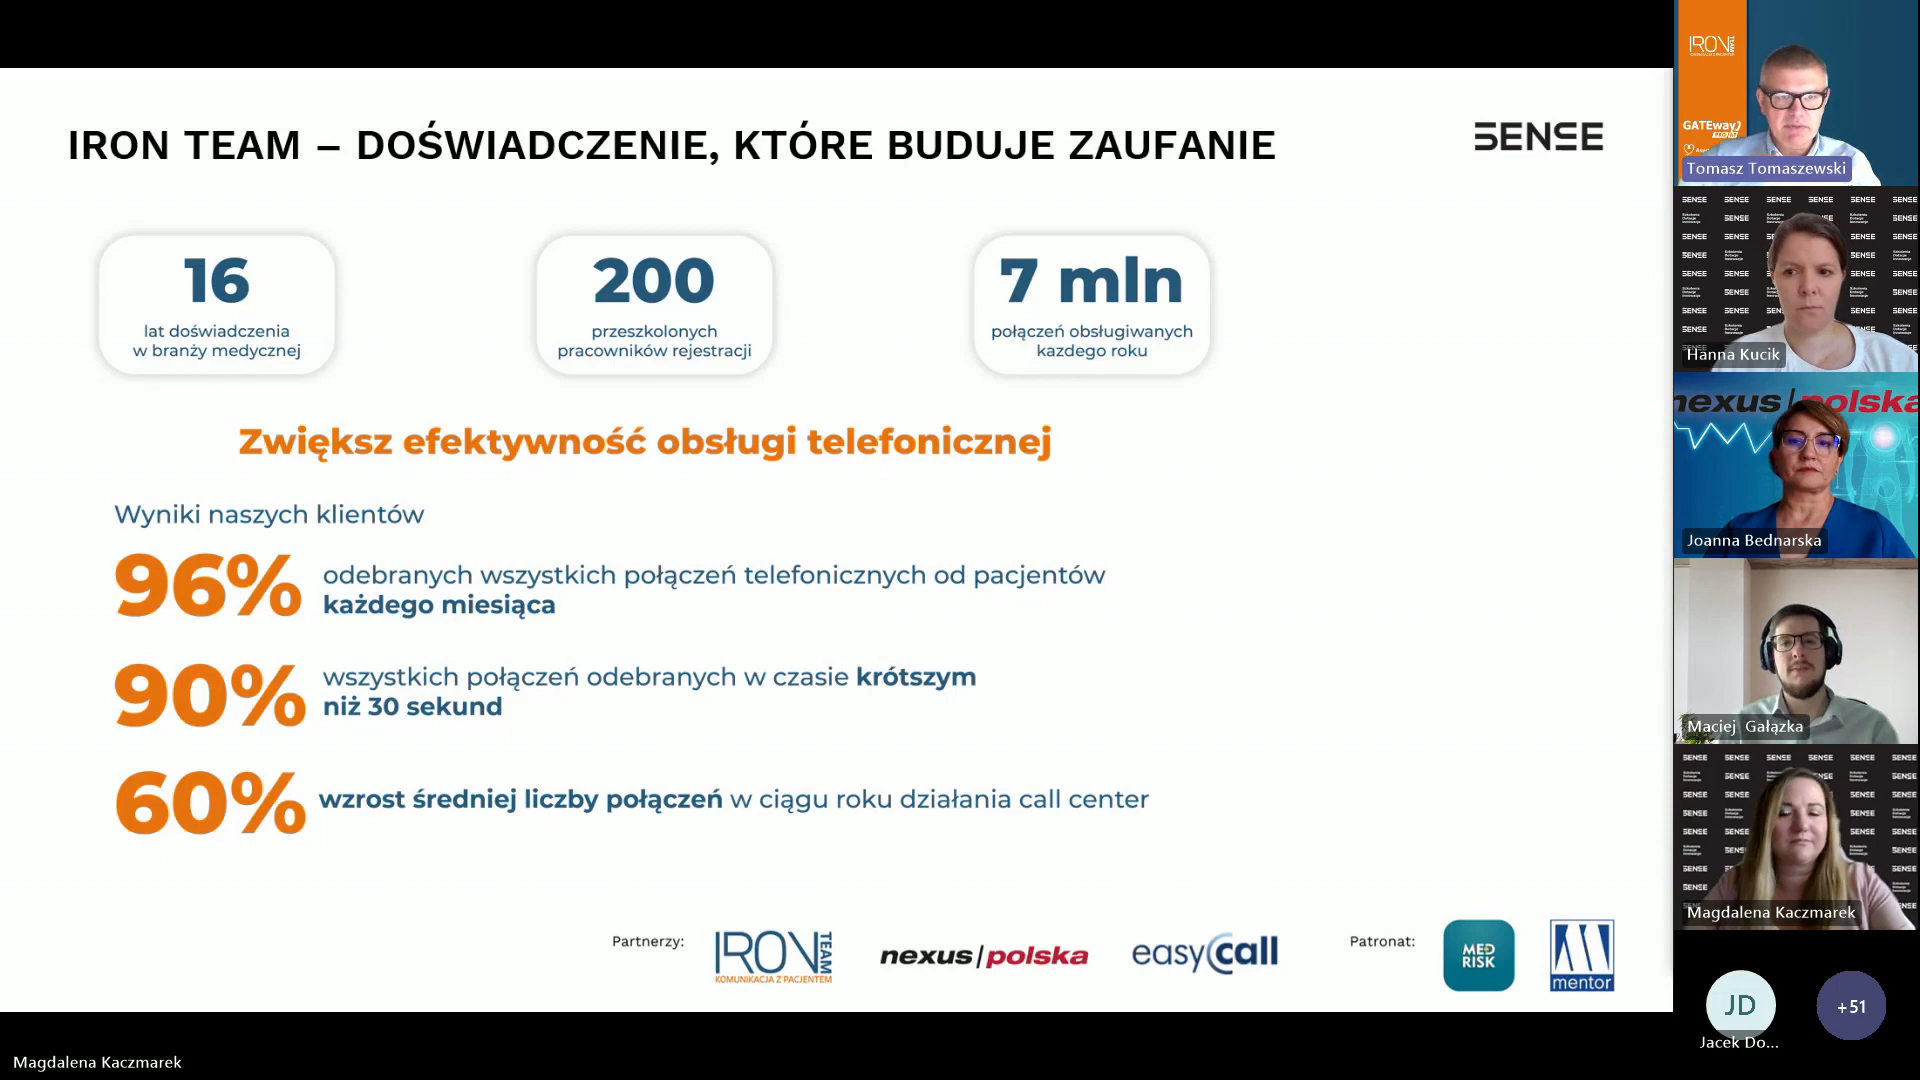 IRON TEAM – DOŚWIADCZENIE, KTÓRE BUDUJE ZAUFANIE
SENSE
16
lat doświadczenia
w branży medycznej
200
przeszkolonych
pracowników rejestracji
7 mln
połączeń obsługiwanych
kazdego roku
Zwiększ efektywność obsługi telefonicznej
Wyniki naszych klientów
96%
odebranych wszystkich połączeń telefonicznych od pacjentów
każdego miesiąca
90%
wszystkich połączeń odebranych w czasie krótszym
niż 30 sekund
60%
wzrost średniej liczby połączeń w ciągu roku działania call center
Partnerzy:
IRON TEAM
KOMUNIKACJA Z PACJENTEM
nexus|polska
easyCall
Patronat:
MED RISK
mentor
Magdalena Kaczmarek
IRON TEAM
GATEway
Tomasz Tomaszewski
Hanna Kucik
nexus|polska
Joanna Bednarska
Maciej Gałązka
Magdalena Kaczmarek
JD
Jacek Do...
+51